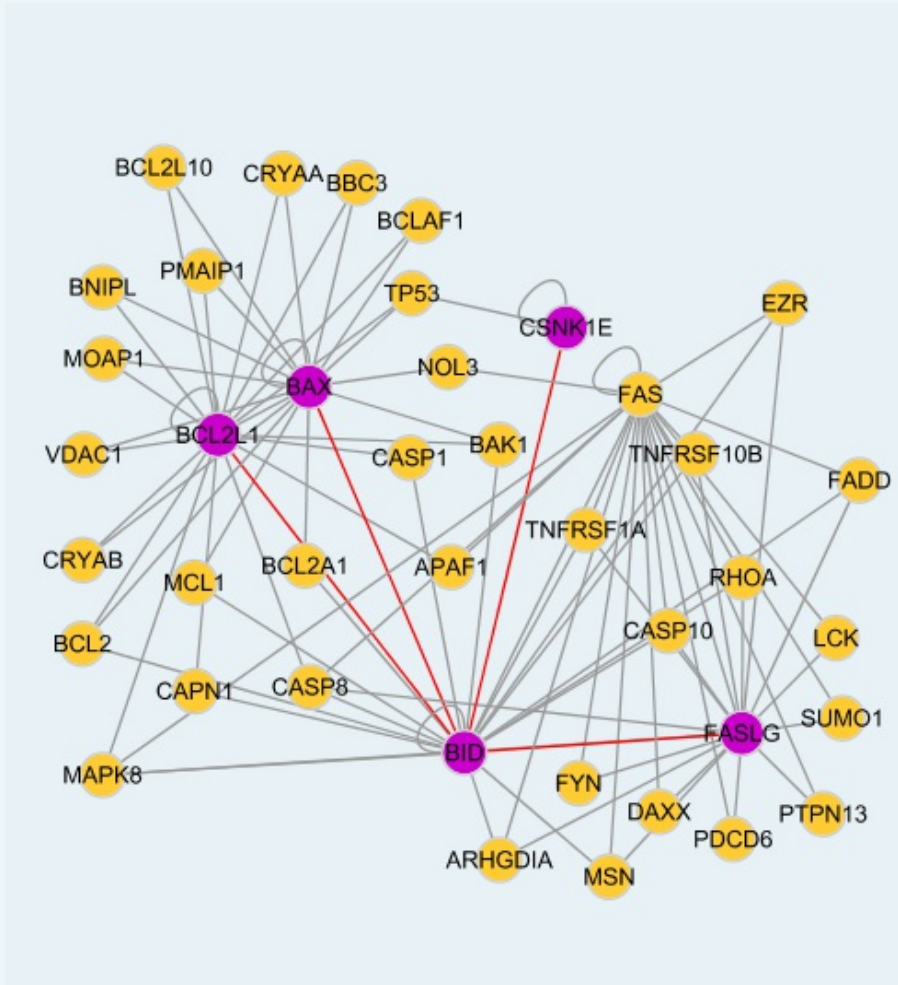 BCL2L10
CRYAA
BBC3
BCLAF1
PMAIP1
BNIPL
TP53
EZR
CSNK1E
MOAP1
NOL3
BAX
FAS
BCL2L1
BAK1
VDAC1
CASP1
TNFRSF10B
FADD
TNFRSF1A
CRYAB
BCL2A1
APAF1
MCL1
RHOA
CASP10
LCK
BCL2
CAPN1
CASP8
SUMO1
FASLG
BID
MAPK8
FYN
DAXX
PTPN13
PDCD6
ARHGDIA
MSN